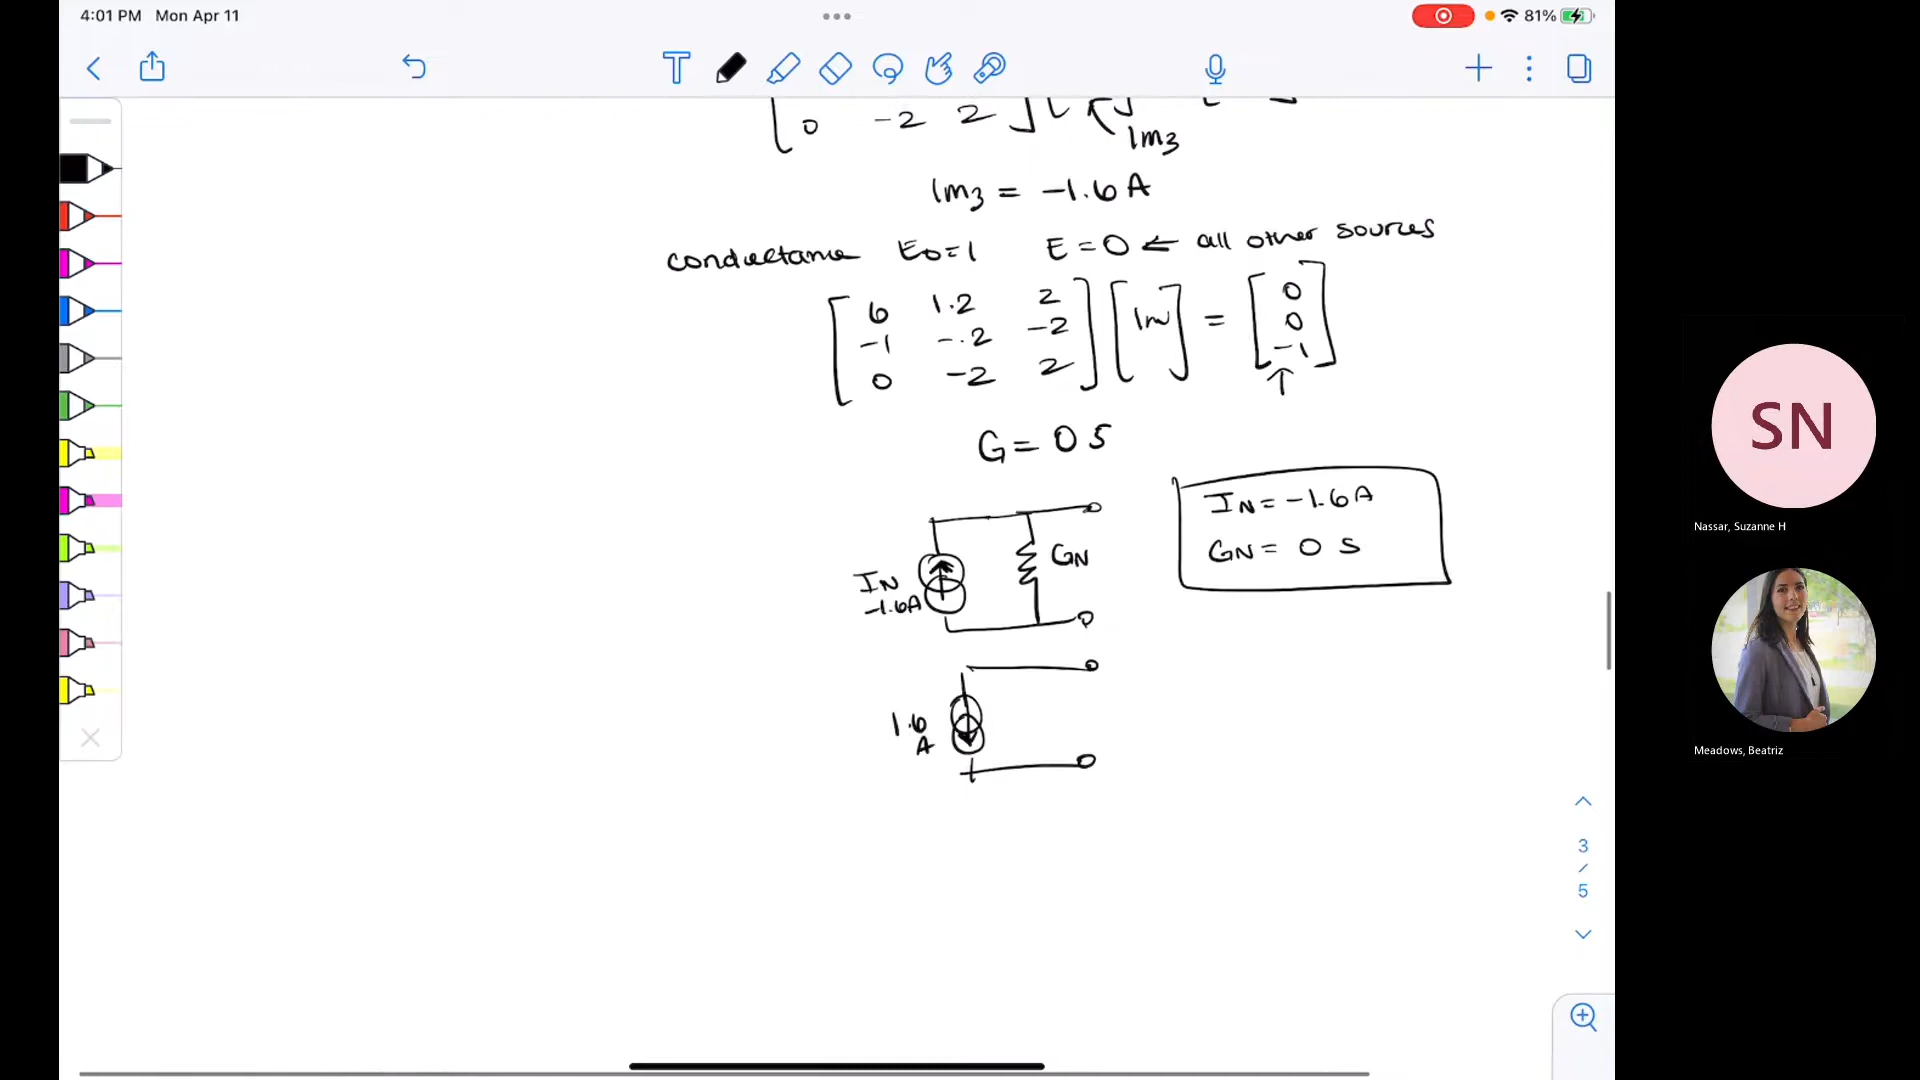 4:01 PM Mon Apr 11
81%
0 -2 2
Im3
Im3 = -1.6 A
conductance E0=1 E=0 ← all other sources
6 1.2 2 0
-1 -.2 -2 Im = 0
0 -2 2 -1
↑
G = 0 S
IN = -1.6A
GN = 0 S
GN
IN
-1.6A
1.6
A
SN
Nassar, Suzanne H
Meadows, Beatriz
3
/
5